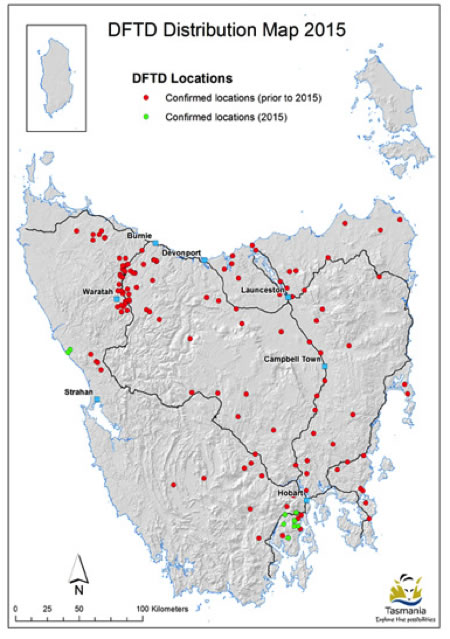 DFTD Distribution Map 2015
DFTD Locations
Confirmed locations (prior to 2015)
Confirmed locations (2015)
Burnie
Devonport
Waratah
Launceston
Campbell Town
Strahan
Hobart
N
0 25 50 100 Kilometers
Tasmania
Explore the possibilities